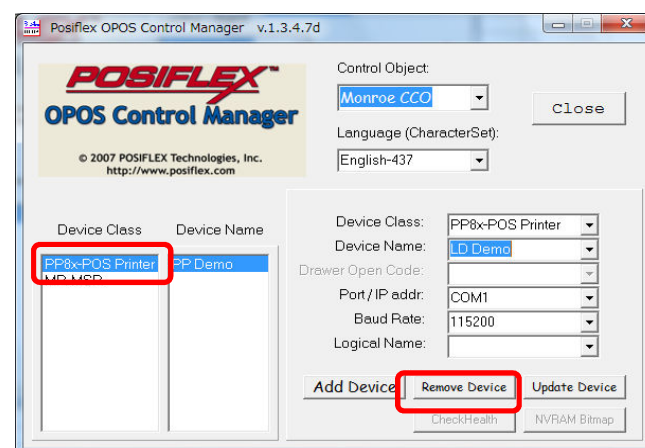 Posiflex OPOS Control Manager v.1.3.4.7d
POSIFLEX™
OPOS Control Manager
© 2007 POSIFLEX Technologies, Inc.
http://www.posiflex.com
Control Object:
Monroe CCO
Close
Language (CharacterSet):
English-437
Device Class Device Name
PP8x-POS Printer PP Demo
MR-MSR
Device Class: PP8x-POS Printer
Device Name: LD Demo
Drawer Open Code:
Port / IP addr: COM1
Baud Rate: 115200
Logical Name:
Add Device Remove Device Update Device
CheckHealth NVRAM Bitmap